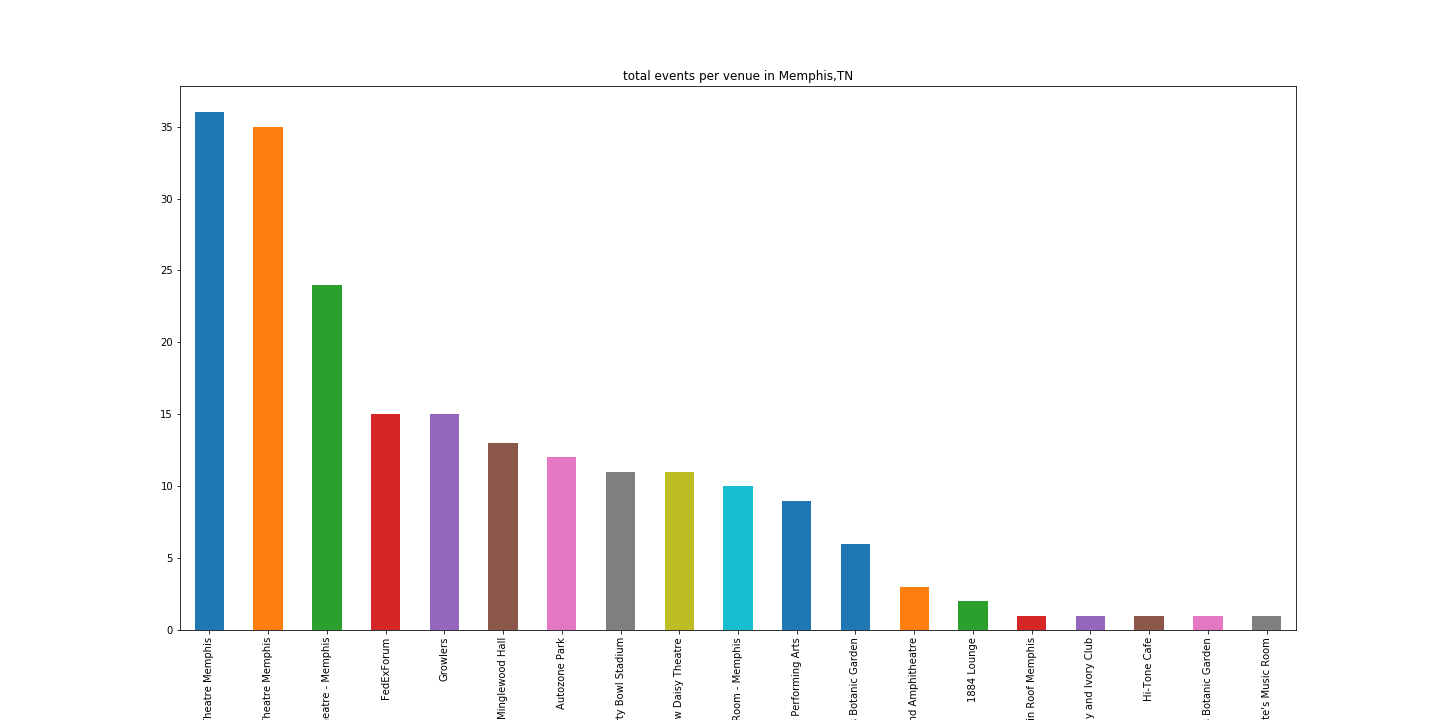 total events per venue in Memphis,TN
35
30
25
20
15
10
5
0
Theatre Memphis
Theatre Memphis
eatre - Memphis
FedExForum
Growlers
Minglewood Hall
Autozone Park
rty Bowl Stadium
w Daisy Theatre
Room - Memphis
Performing Arts
Botanic Garden
nd Amphitheatre
1884 Lounge
in Roof Memphis
y and Ivory Club
Hi-Tone Cafe
Botanic Garden
te's Music Room